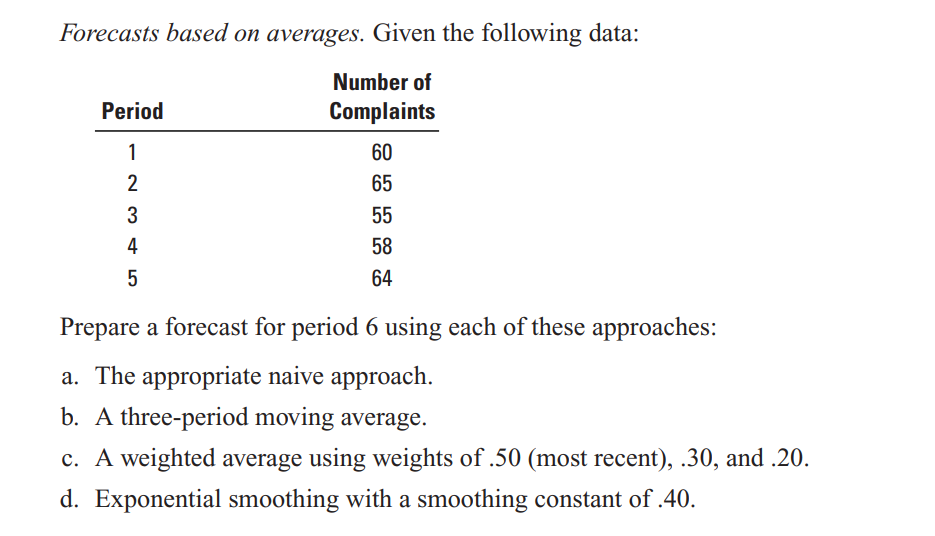 Forecasts based on averages. Given the following data:
Number of
Period Complaints
1 60
2 65
3 55
4 58
5 64
Prepare a forecast for period 6 using each of these approaches:
a. The appropriate naive approach.
b. A three-period moving average.
c. A weighted average using weights of .50 (most recent), .30, and .20.
d. Exponential smoothing with a smoothing constant of .40.